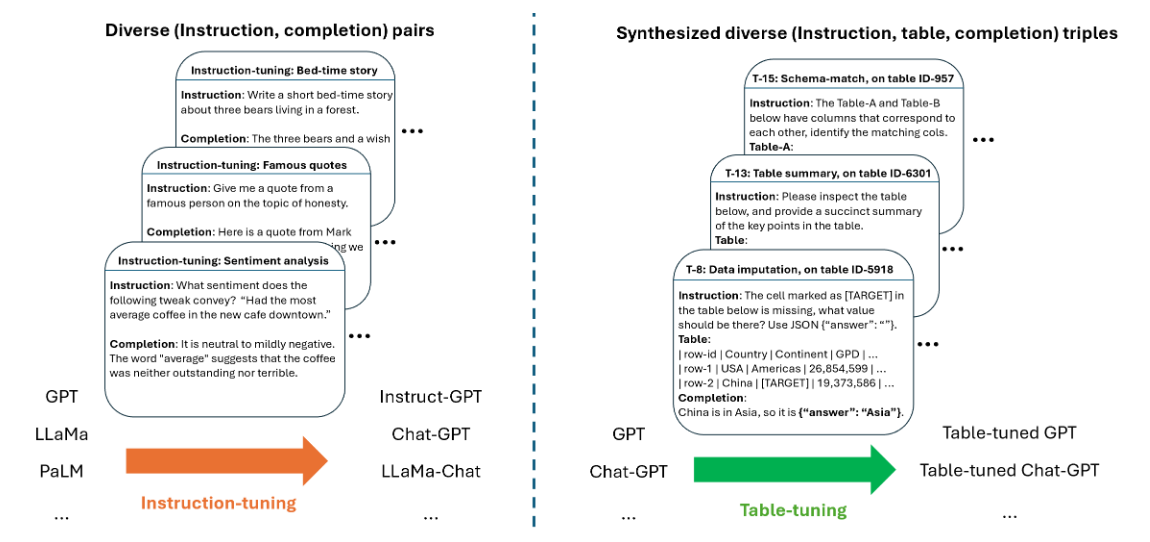 Diverse (Instruction, completion) pairs
Instruction-tuning: Bed-time story
Instruction: Write a short bed-time story
about three bears living in a forest.
Completion: The three bears and a wish
...
Instruction-tuning: Famous quotes
Instruction: Give me a quote from a
famous person on the topic of honesty.
Completion: Here is a quote from Mark
ing we
...
Instruction-tuning: Sentiment analysis
Instruction: What sentiment does the
following tweak convey? “Had the most
average coffee in the new cafe downtown.”
Completion: It is neutral to mildly negative.
The word "average" suggests that the coffee
was neither outstanding nor terrible.
...
GPT
LLaMa
PaLM
...
Instruction-tuning
Instruct-GPT
Chat-GPT
LLaMa-Chat
...
Synthesized diverse (Instruction, table, completion) triples
T-15: Schema-match, on table ID-957
Instruction: The Table-A and Table-B
below have columns that correspond to
each other, identify the matching cols.
Table-A:
...
T-13: Table summary, on table ID-6301
Instruction: Please inspect the table
below, and provide a succinct summary
of the key points in the table.
Table:
...
T-8: Data imputation, on table ID-5918
Instruction: The cell marked as [TARGET] in
the table below is missing, what value
should be there? Use JSON {“answer”: “”}.
Table:
| row-id | Country | Continent | GPD | ...
| row-1 | USA | Americas | 26,854,599 | ...
| row-2 | China | [TARGET] | 19,373,586 | ...
Completion:
China is in Asia, so it is {“answer”: “Asia”}.
...
GPT
Chat-GPT
...
Table-tuning
Table-tuned GPT
Table-tuned Chat-GPT
...